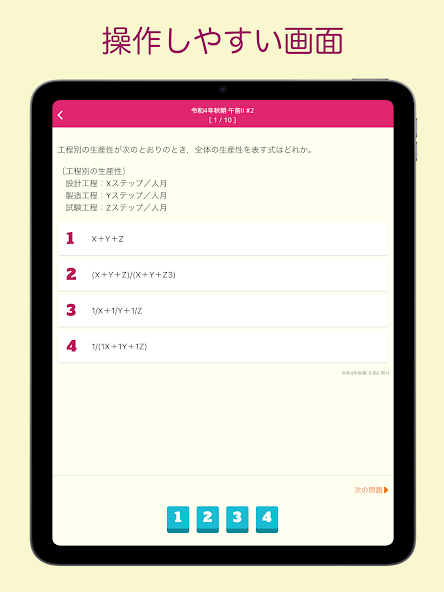 操作しやすい画面
令和4年秋期 午前II #2
[ 1 / 10 ]
工程別の生産性が次のとおりのとき、全体の生産性を表す式はどれか。
〔工程別の生産性〕
設計工程：Xステップ／人月
製造工程：Yステップ／人月
試験工程：Zステップ／人月
1 X＋Y＋Z
2 (X＋Y＋Z)/(X＋Y＋Z3)
3 1/X＋1/Y＋1/Z
4 1/(1X＋1Y＋1Z)
令和4年秋期 午前II 問11
次の問題
1 2 3 4